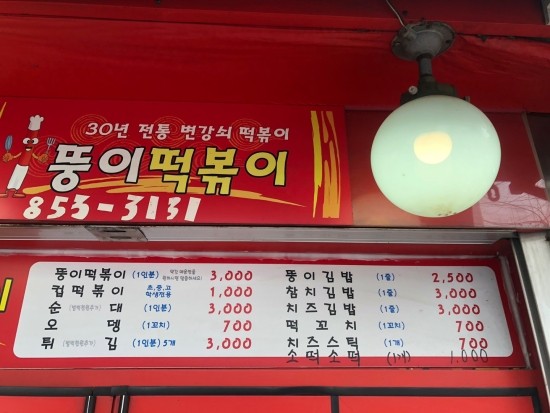 30년 전통 변강쇠 떡볶이
뚱이떡볶이
853-3131
뚱이떡볶이 (1인분) 3,000
컵떡볶이 초,중,고 학생전용 1,000
순대 (1인분) 3,000
오뎅 (1꼬치) 700
튀김 (1인분) 5개 3,000
뚱이김밥 (1줄) 2,500
참치김밥 (1줄) 3,000
치즈김밥 (1줄) 3,000
떡꼬치 700
치즈스틱 (1개) 700
소떡소떡 (1개) 1,000